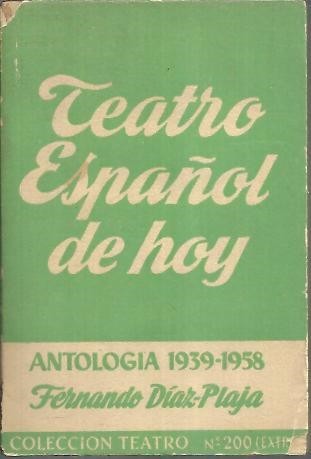 Teatro
Español
de hoy
ANTOLOGIA 1939-1958
Fernando Díaz-Plaja
COLECCION TEATRO Nº 200